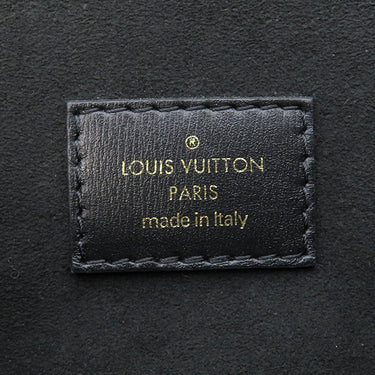 ®
LOUIS VUITTON
PARIS
made in Italy